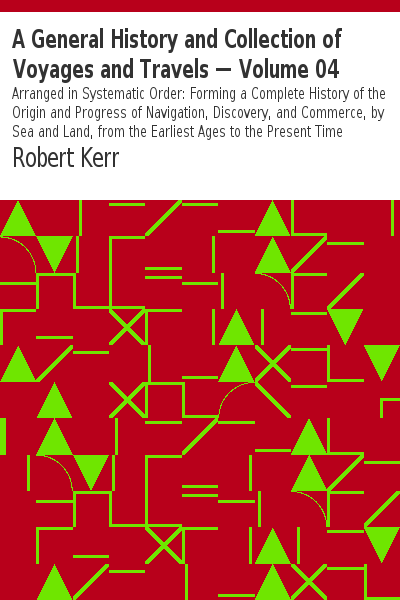 A General History and Collection of
Voyages and Travels — Volume 04
Arranged in Systematic Order: Forming a Complete History of the
Origin and Progress of Navigation, Discovery, and Commerce, by
Sea and Land, from the Earliest Ages to the Present Time
Robert Kerr